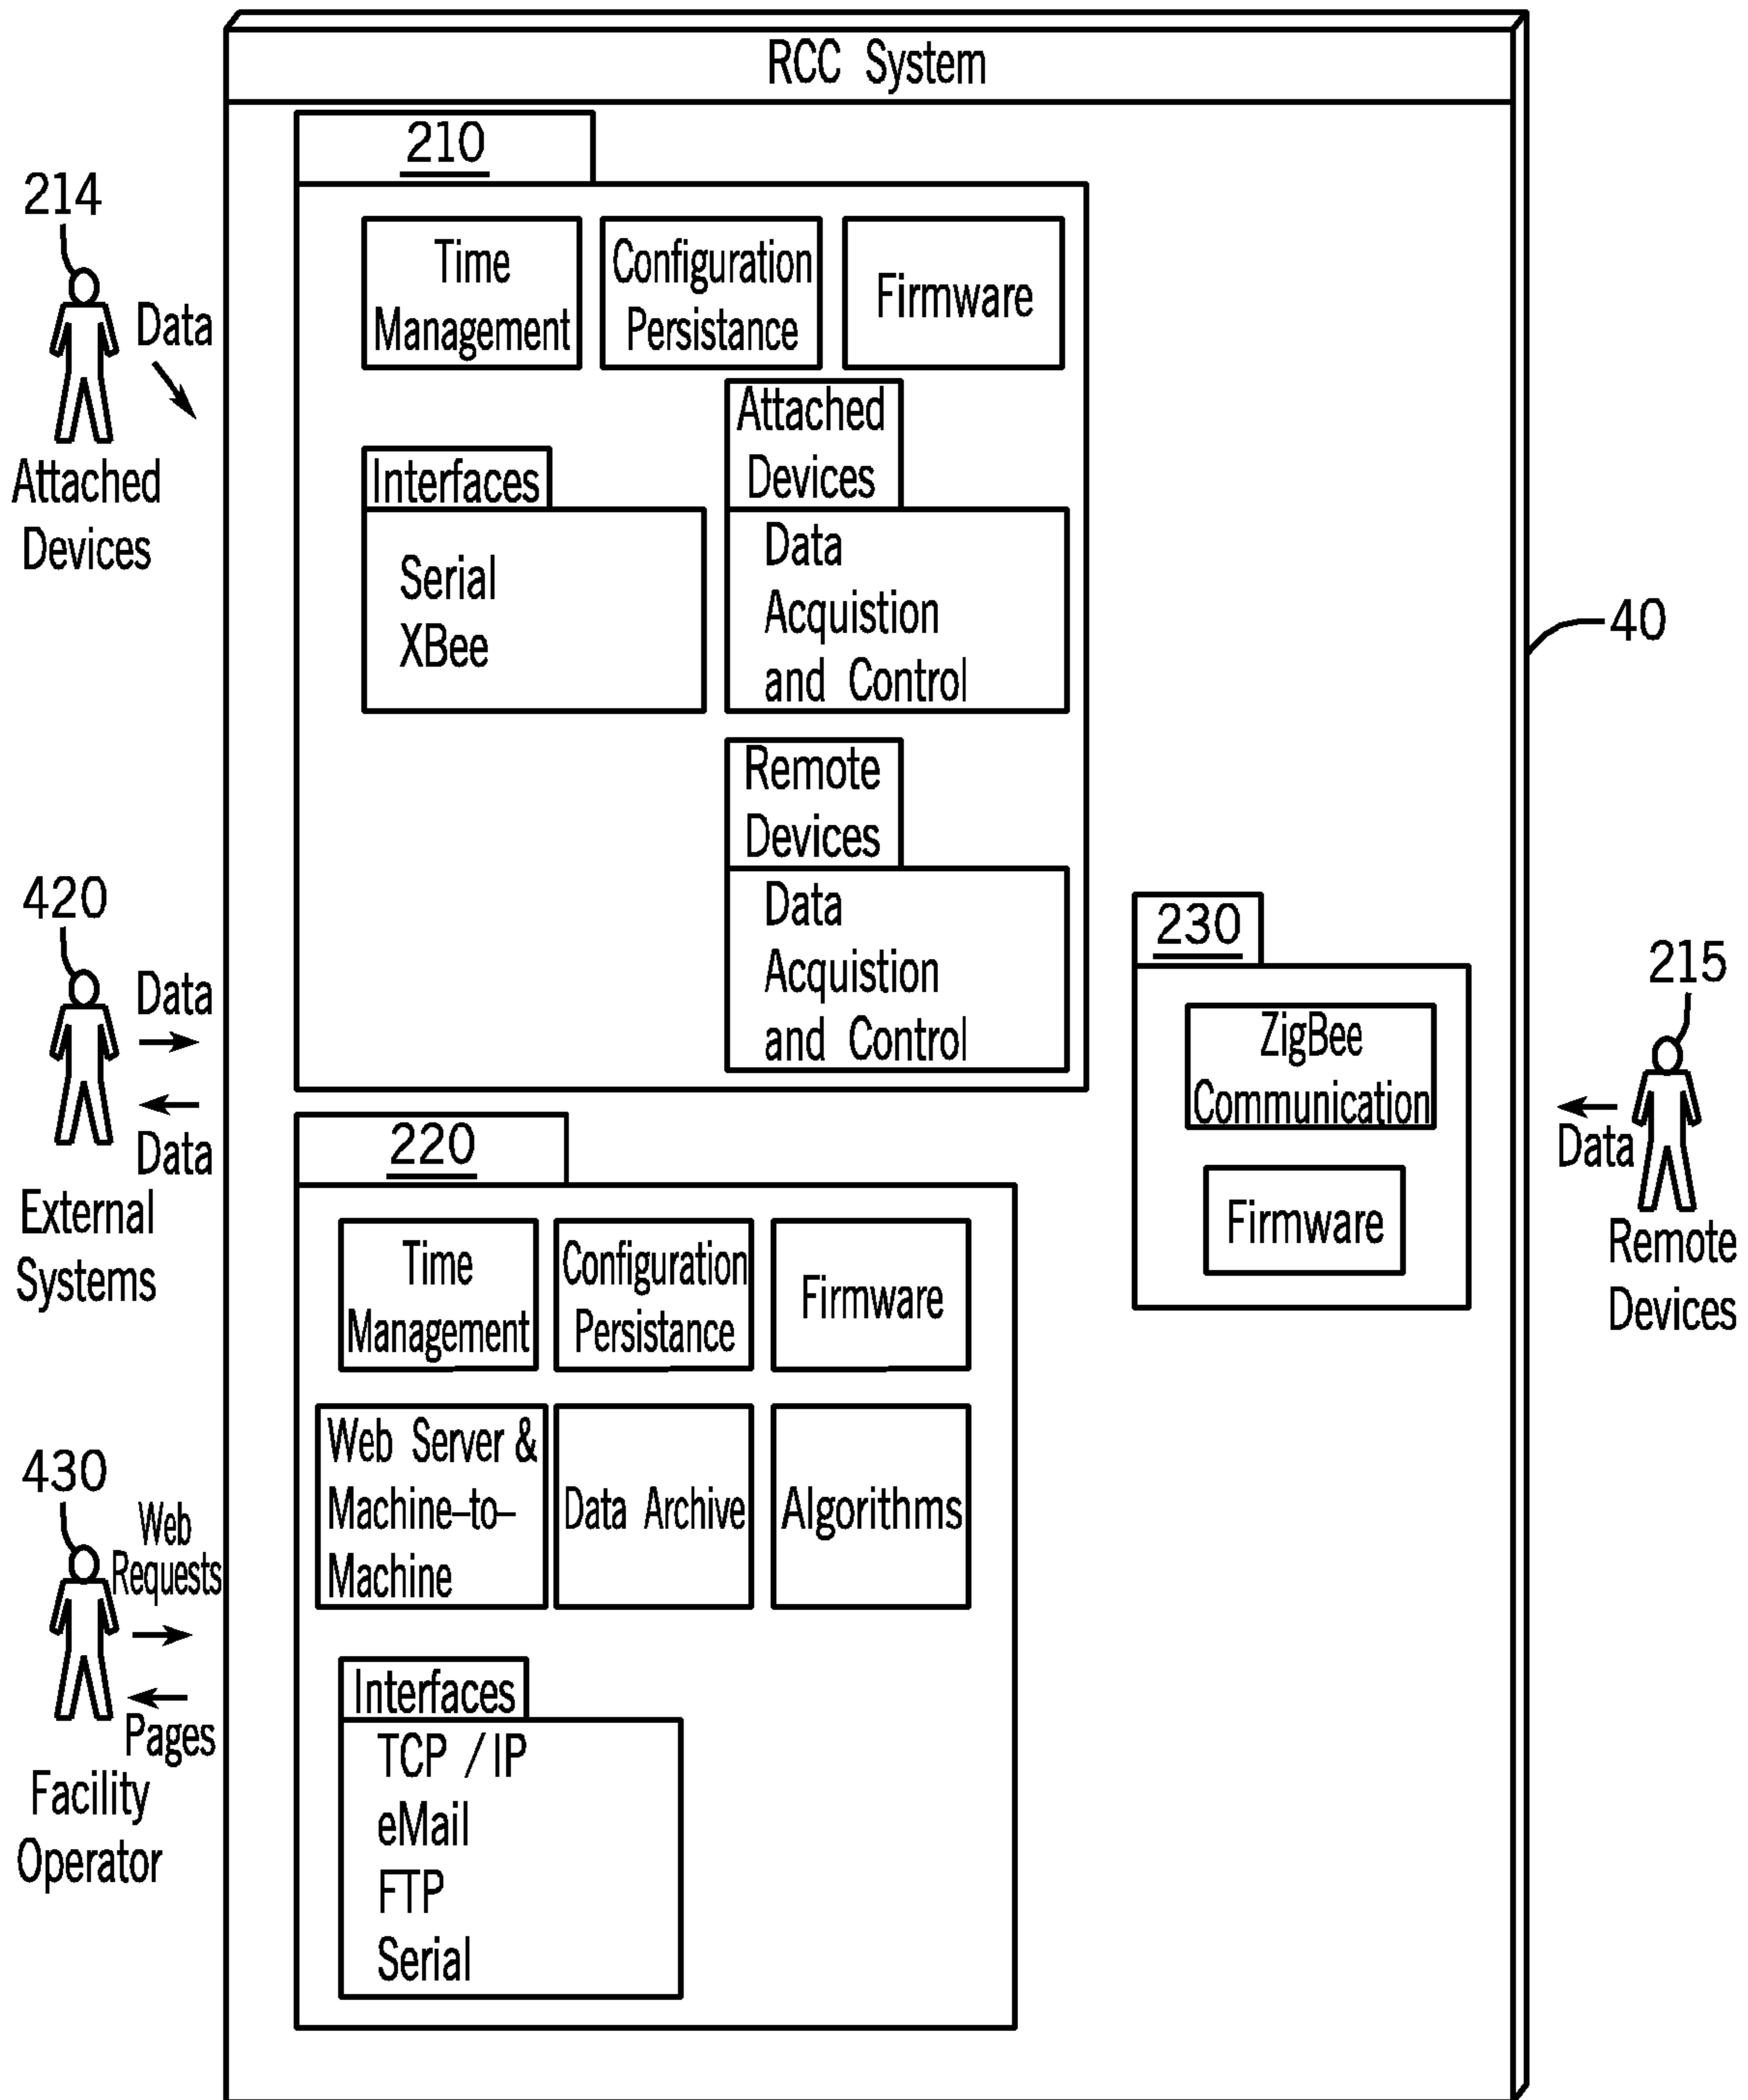 RCC System
210
214
Time
Management
Configuration
Persistance
Firmware
Data
Attached
Devices
Attached
Devices
Interfaces
Serial
XBee
Data
Acquistion
and Control
40
Remote
Devices
Data
Acquistion
and Control
420
Data
Data
External
Systems
230
ZigBee
Communication
Firmware
215
Data
Remote
Devices
220
Time
Management
Configuration
Persistance
Firmware
Web Server &
Machine-to-
Machine
Data Archive
Algorithms
430
Web
Requests
Pages
Facility
Operator
Interfaces
TCP / IP
eMail
FTP
Serial